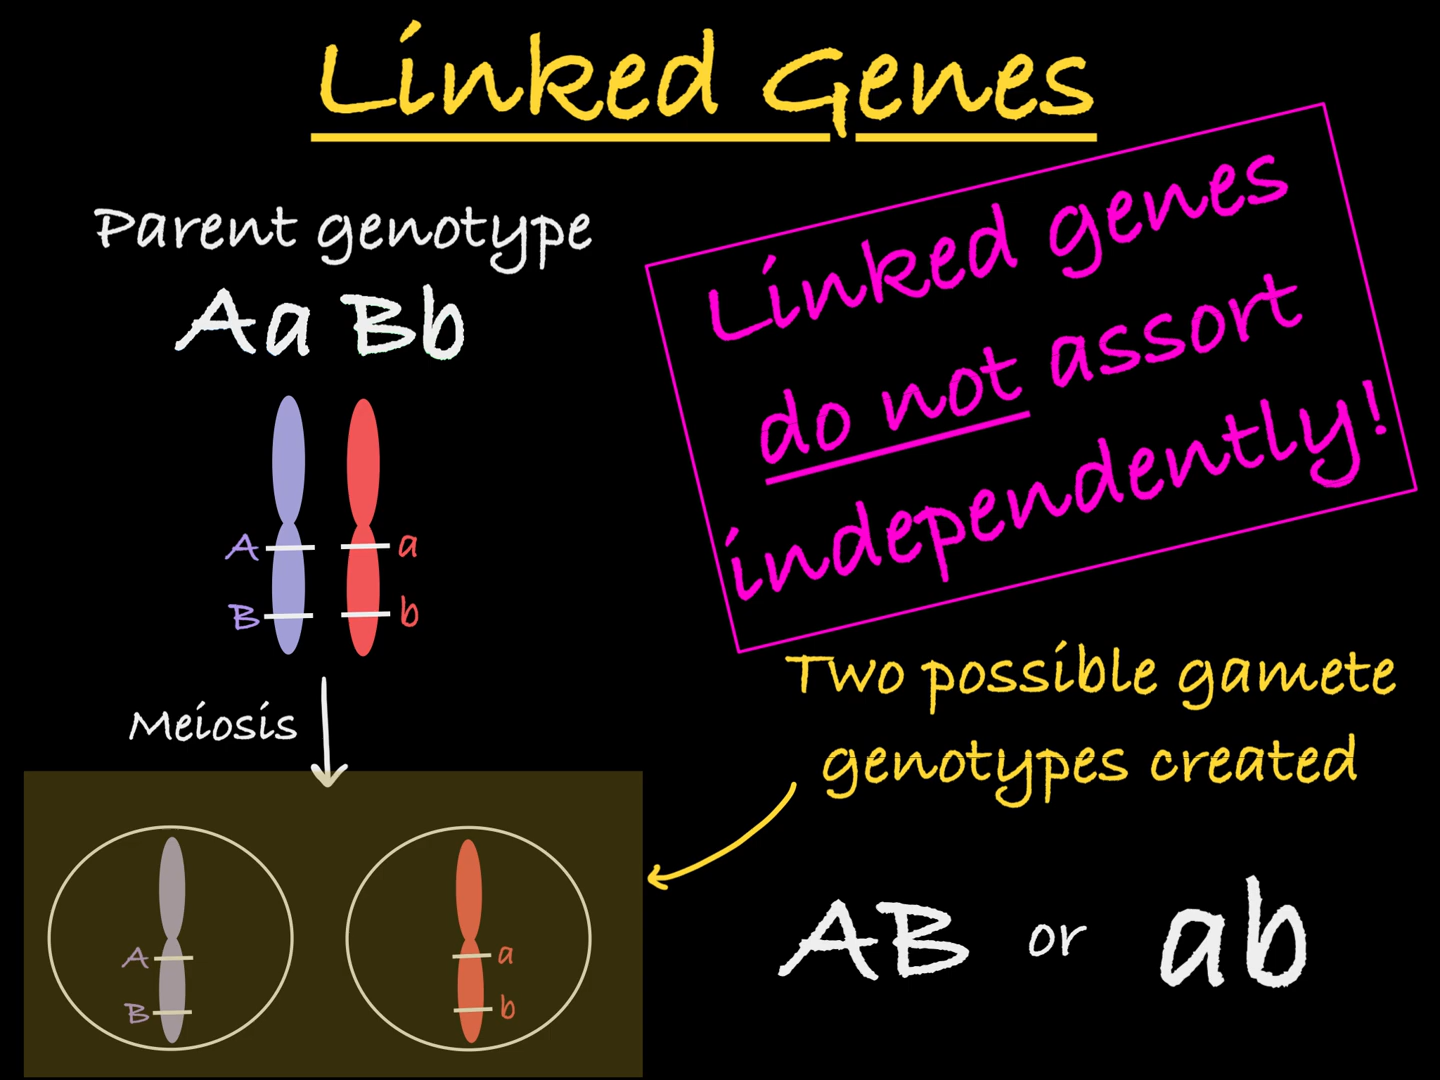 Linked Genes
Parent genotype
Aa Bb
A a
B b
Meiosis
A
B
a
b
Linked genes
do not assort
independently!
Two possible gamete
genotypes created
AB or ab